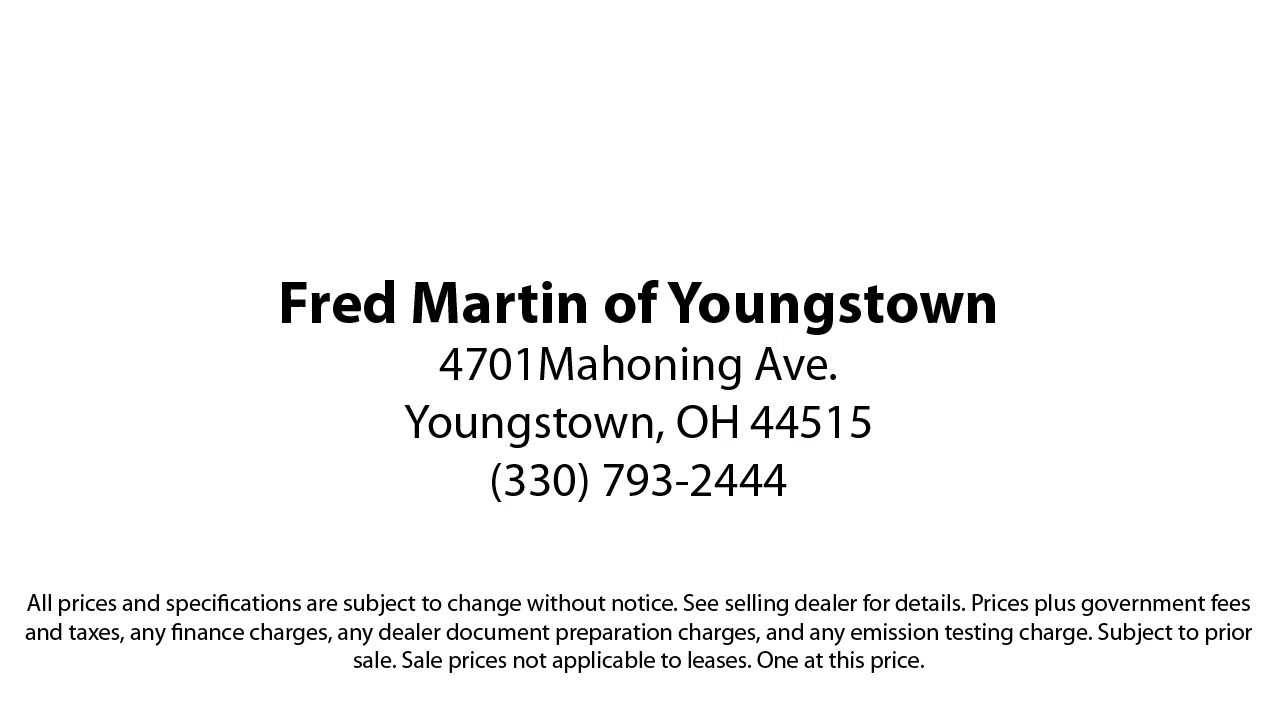 Fred Martin of Youngstown
4701Mahoning Ave.
Youngstown, OH 44515
(330) 793-2444
All prices and specifications are subject to change without notice. See selling dealer for details. Prices plus government fees
and taxes, any finance charges, any dealer document preparation charges, and any emission testing charge. Subject to prior
sale. Sale prices not applicable to leases. One at this price.